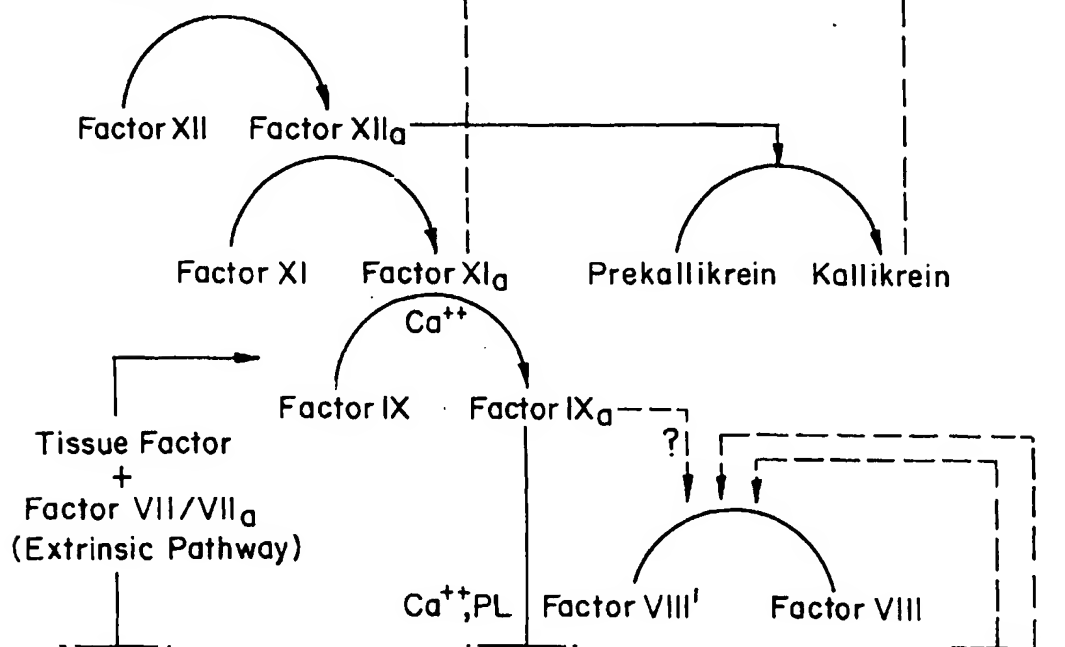 Factor XII Factor XIIa
Factor XI Factor XIa Prekallikrein Kallikrein
Ca++
Factor IX Factor IXa
?
Tissue Factor
+
Factor VII/VIIa
(Extrinsic Pathway)
Ca++,PL Factor VIII' Factor VIII